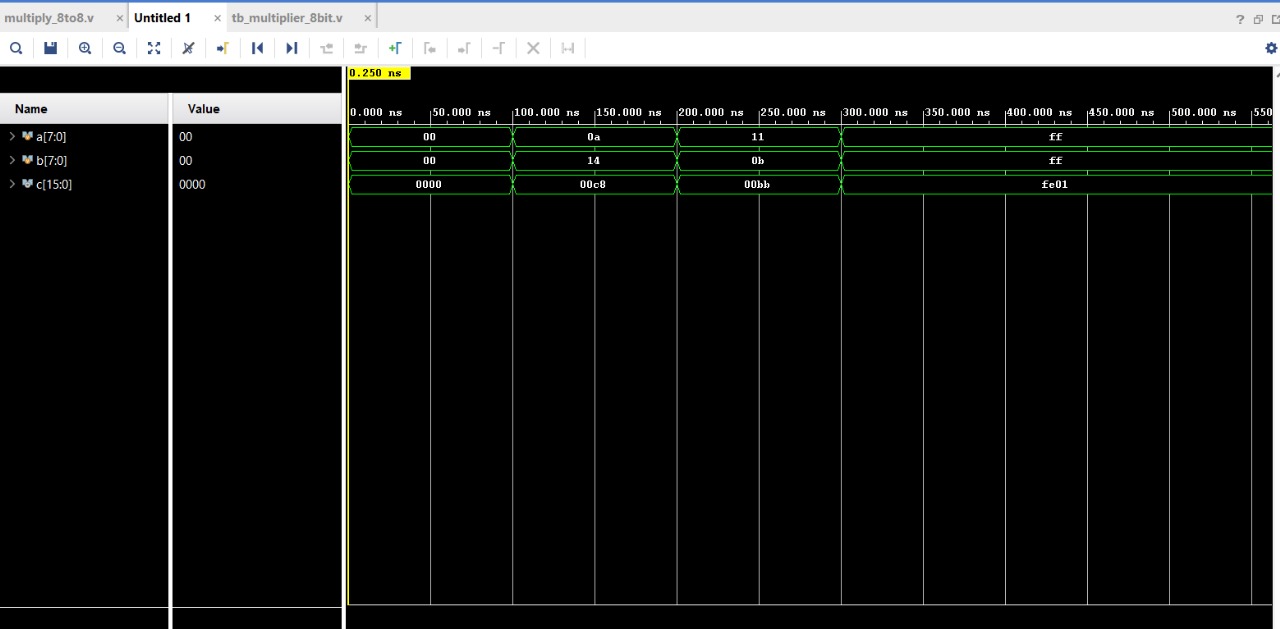 multiply_8to8.v × Untitled 1 × tb_multiplier_8bit.v ×
?
0.250 ns
Name Value
0.000 ns 50.000 ns 100.000 ns 150.000 ns 200.000 ns 250.000 ns 300.000 ns 350.000 ns 400.000 ns 450.000 ns 500.000 ns 550
a[7:0] 00 00 0a 11 ff
b[7:0] 00 00 14 0b ff
c[15:0] 0000 0000 00c8 00bb fe01